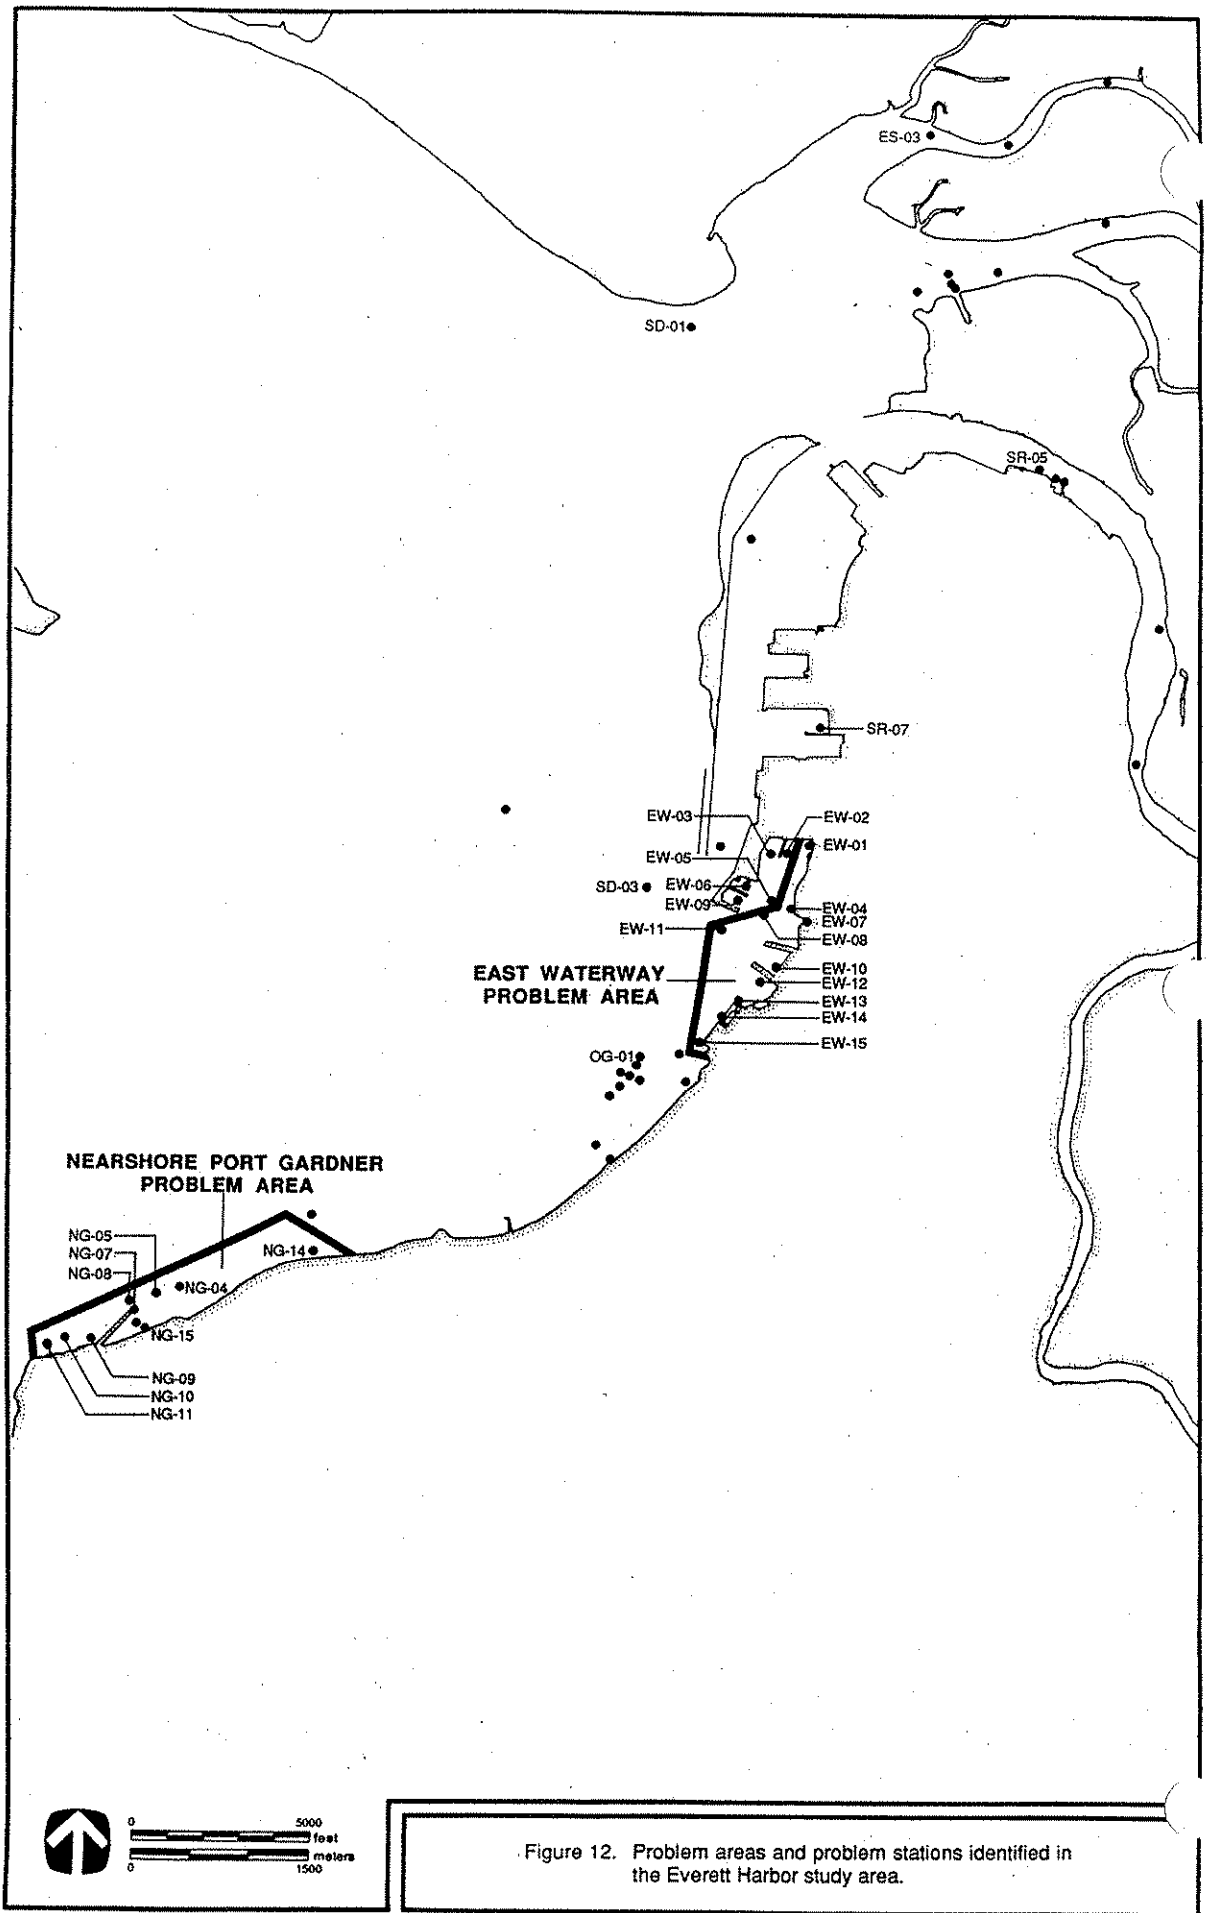 ES-03
SD-01
SR-05
SR-07
EW-03
EW-02
EW-01
EW-05
SD-03
EW-06
EW-09
EW-04
EW-07
EW-11
EW-08
EAST WATERWAY
PROBLEM AREA
EW-10
EW-12
EW-13
EW-14
EW-15
OG-01
NEARSHORE PORT GARDNER
PROBLEM AREA
NG-05
NG-07
NG-14
NG-08
NG-04
NG-15
NG-09
NG-10
NG-11
0 5000
feet
meters
0 1500
Figure 12. Problem areas and problem stations identified in
the Everett Harbor study area.